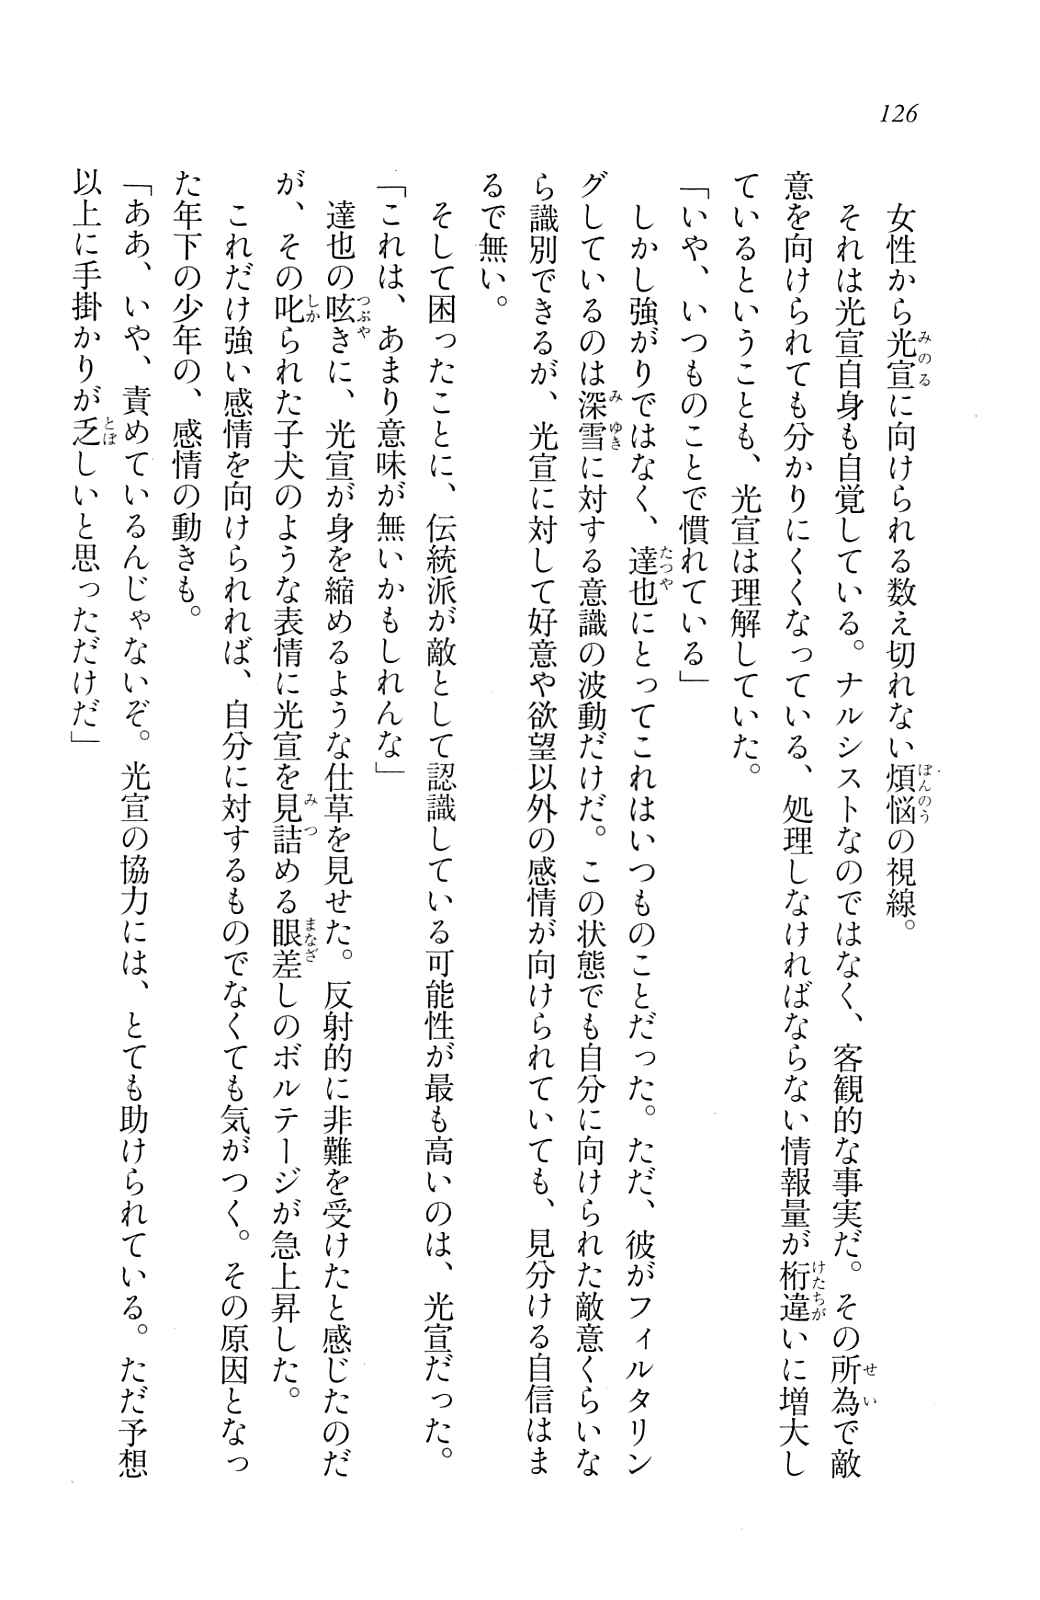 126
女性から光宣に向けられる数え切れない煩悩の視線。
それは光宣自身も自覚している。ナルシストなのではなく、客観的な事実だ。その所為で敵
意を向けられても分かりにくくなっている、処理しなければならない情報量が桁違いに増大し
ているということも、光宣は理解していた。
「いや、いつものことで慣れている」
しかし強がりではなく、達也にとってこれはいつものことだった。ただ、彼がフィルタリン
グしているのは深雪に対する意識の波動だけだ。この状態でも自分に向けられた敵意くらいな
ら識別できるが、光宣に対して好意や欲望以外の感情が向けられていても、見分ける自信はま
るで無い。
そして困ったことに、伝統派が敵として認識している可能性が最も高いのは、光宣だった。
「これは、あまり意味が無いかもしれんな」
達也の呟きに、光宣が身を縮めるような仕草を見せた。反射的に非難を受けたと感じたのだ
が、その叱られた子犬のような表情に光宣を見詰める眼差しのボルテージが急上昇した。
これだけ強い感情を向けられれば、自分に対するものでなくても気がつく。その原因となっ
た年下の少年の、感情の動きも。
「ああ、いや、責めているんじゃないぞ。光宣の協力には、とても助けられている。ただ予想
以上に手掛かりが乏しいと思っただけだ」